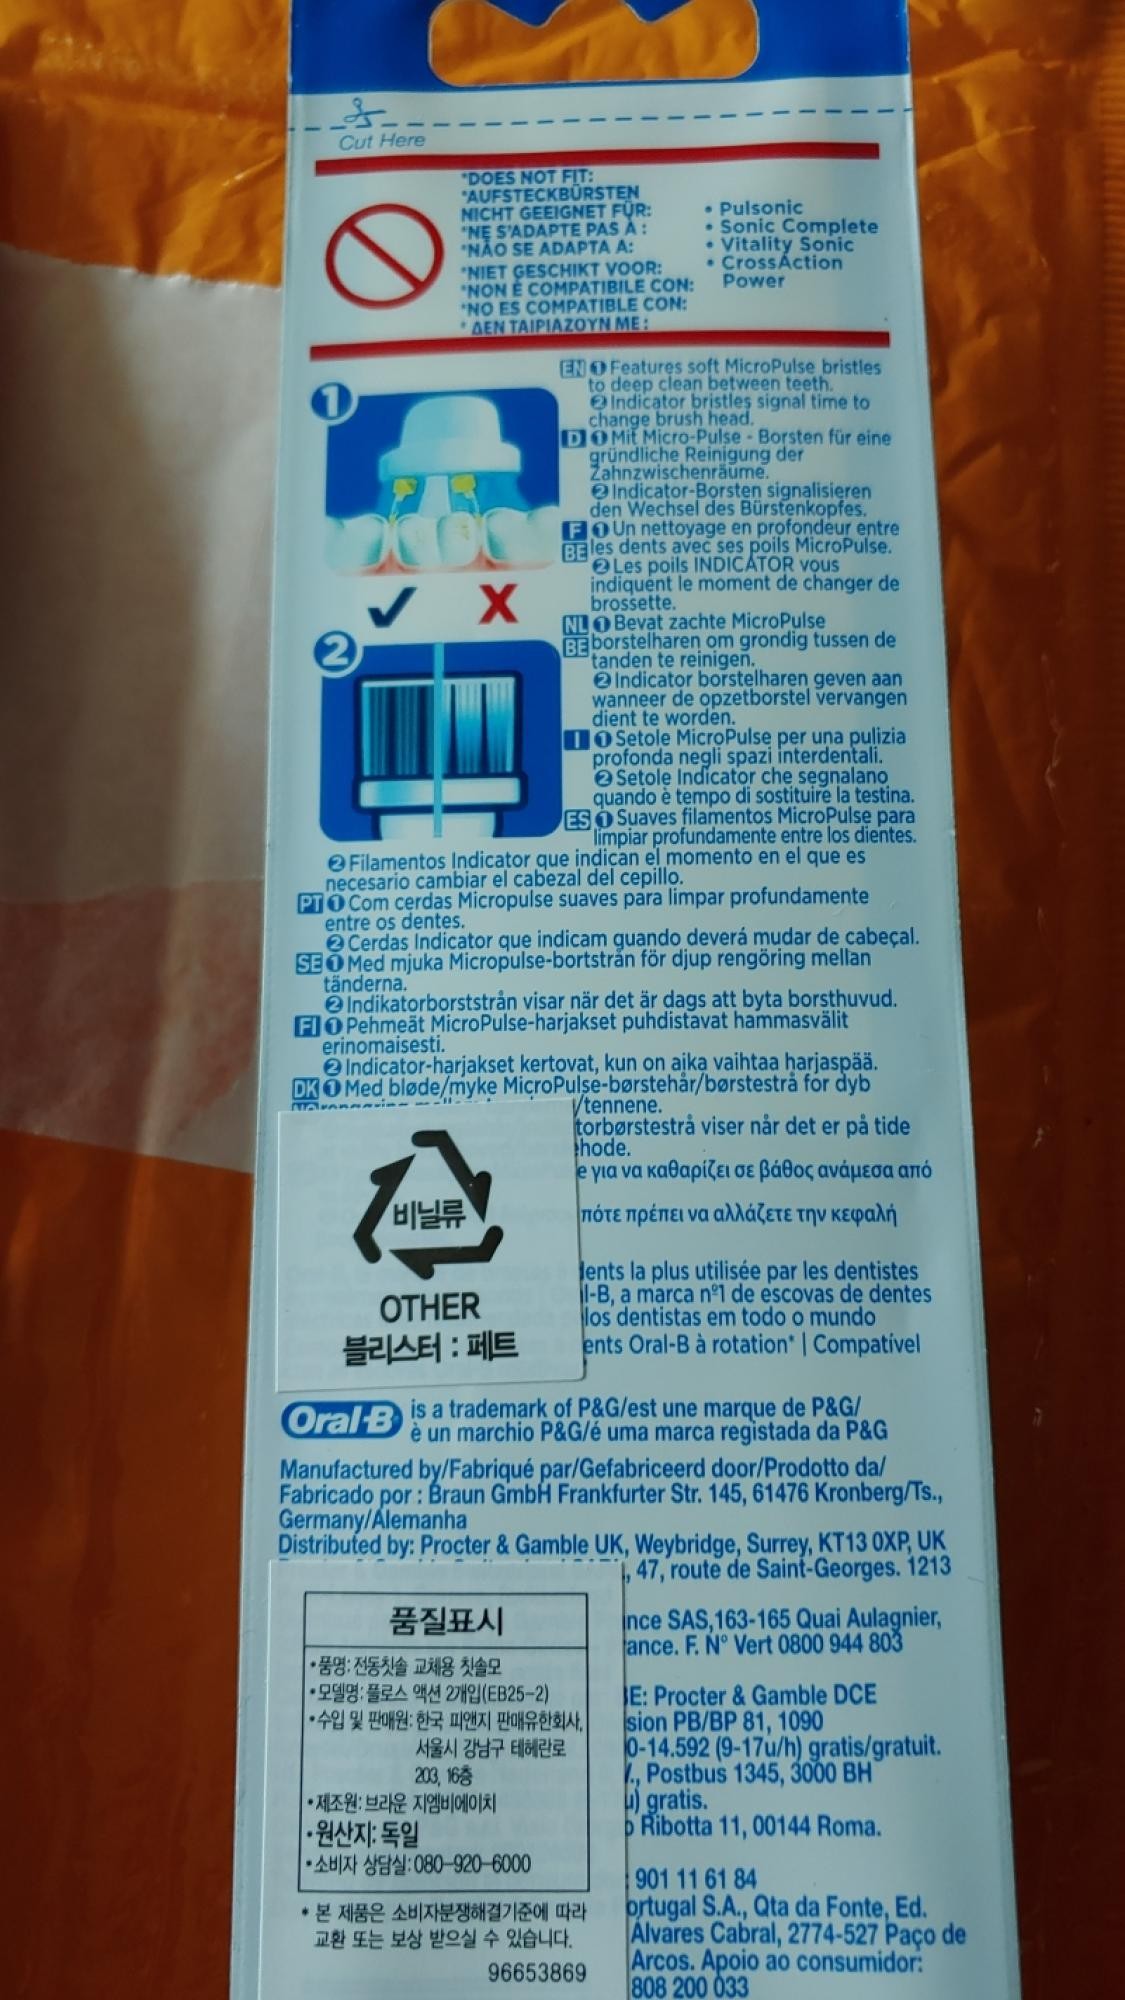 Cut Here
*DOES NOT FIT:
*AUFSTECKBÜRSTEN
NICHT GEEIGNET FÜR:
*NE S'ADAPTE PAS À :
*NÃO SE ADAPTA A:
*NIET GESCHIKT VOOR:
*NON È COMPATIBILE CON:
*NO ES COMPATIBLE CON:
* ΔΕΝ ΤΑΙΡΙΑΖΟΥΝ ΜΕ:
• Pulsonic
• Sonic Complete
• Vitality Sonic
• CrossAction
Power
1
2
EN ❶ Features soft MicroPulse bristles
to deep clean between teeth.
❷ Indicator bristles signal time to
change brush head.
D ❶ Mit Micro-Pulse - Borsten für eine
gründliche Reinigung der
Zahnzwischenräume.
❷ Indicator-Borsten signalisieren
den Wechsel des Bürstenkopfes.
F ❶ Un nettoyage en profondeur entre
BE les dents avec ses poils MicroPulse.
❷ Les poils INDICATOR vous
indiquent le moment de changer de
brossette.
NL ❶ Bevat zachte MicroPulse
BE borstelharen om grondig tussen de
tanden te reinigen.
❷ Indicator borstelharen geven aan
wanneer de opzetborstel vervangen
dient te worden.
I ❶ Setole MicroPulse per una pulizia
profonda negli spazi interdentali.
❷ Setole Indicator che segnalano
quando è tempo di sostituire la testina.
ES ❶ Suaves filamentos MicroPulse para
limpiar profundamente entre los dientes.
❷ Filamentos Indicator que indican el momento en el que es
necesario cambiar el cabezal del cepillo.
PT ❶ Com cerdas Micropulse suaves para limpar profundamente
entre os dentes.
❷ Cerdas Indicator que indicam quando deverá mudar de cabeçal.
SE ❶ Med mjuka Micropulse-bortstrån för djup rengöring mellan
tänderna.
❷ Indikatorborststrån visar när det är dags att byta borsthuvud.
FI ❶ Pehmeät MicroPulse-harjakset puhdistavat hammasvälit
erinomaisesti.
❷ Indicator-harjakset kertovat, kun on aika vaihtaa harjaspää.
DK ❶ Med bløde/myke MicroPulse-børstehår/børstestrå for dyb
/tennene.
torbørstestrå viser når det er på tide
hode.
e για να καθαρίζει σε βάθος ανάμεσα από
πότε πρέπει να αλλάζετε την κεφαλή
비닐류
OTHER
블리스터 : 페트
dents la plus utilisée par les dentistes
l-B, a marca nº1 de escovas de dentes
los dentistas em todo o mundo
ents Oral-B à rotation* | Compatível
Oral-B is a trademark of P&G/est une marque de P&G/
è un marchio P&G/é uma marca registada da P&G
Manufactured by/Fabriqué par/Gefabriceerd door/Prodotto da/
Fabricado por : Braun GmbH Frankfurter Str. 145, 61476 Kronberg/Ts.,
Germany/Alemanha
Distributed by: Procter & Gamble UK, Weybridge, Surrey, KT13 0XP, UK
, 47, route de Saint-Georges. 1213
nce SAS,163-165 Quai Aulagnier,
rance. F. N° Vert 0800 944 803
BE: Procter & Gamble DCE
sion PB/BP 81, 1090
0-14.592 (9-17u/h) gratis/gratuit.
., Postbus 1345, 3000 BH
u) gratis.
o Ribotta 11, 00144 Roma.
: 901 11 61 84
ortugal S.A., Qta da Fonte, Ed.
Álvares Cabral, 2774-527 Paço de
Arcos. Apoio ao consumidor:
808 200 033
품질표시
•품명: 전동칫솔 교체용 칫솔모
•모델명: 플로스 액션 2개입(EB25-2)
•수입 및 판매원: 한국 피앤지 판매유한회사,
서울시 강남구 테헤란로
203, 16층
•제조원: 브라운 지엠비에이치
•원산지: 독일
•소비자 상담실: 080-920-6000
* 본 제품은 소비자분쟁해결기준에 따라
교환 또는 보상 받으실 수 있습니다.
96653869